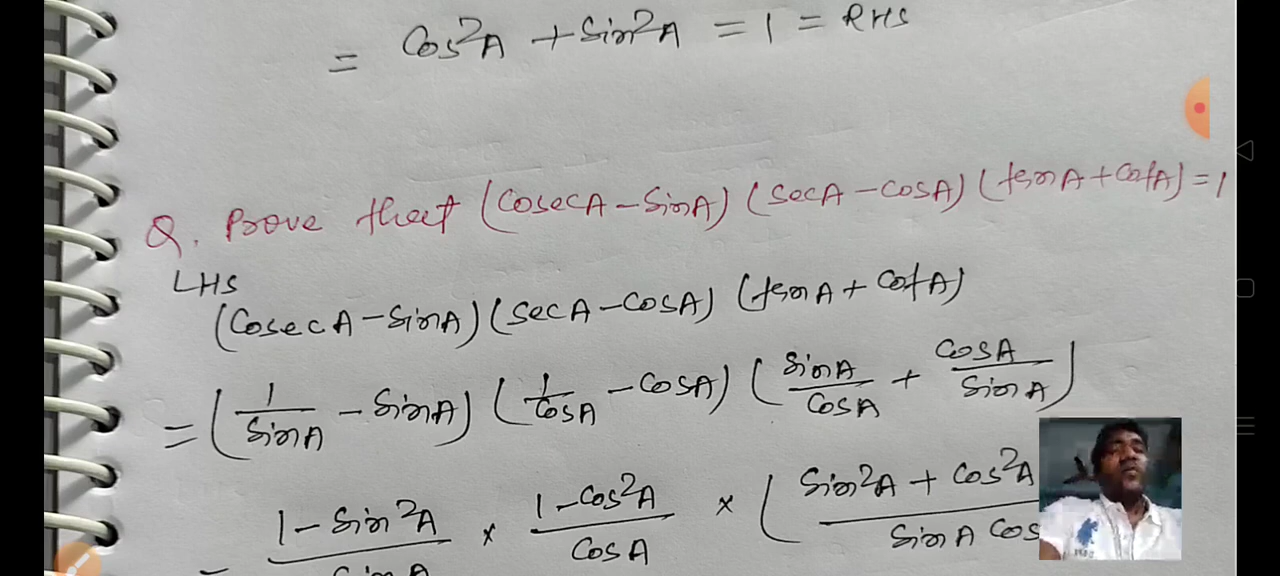 = Cos²A + Sin²A = 1 = RHS
Q. Prove that (CosecA - SinA) (SecA - CosA) (tanA + CotA) = 1
LHS
(CosecA - SinA) (SecA - CosA) (tanA + CotA)
= (1/SinA - SinA) (1/CosA - CosA) (SinA/CosA + CosA/SinA)
= 1 - Sin²A/SinA × 1 - Cos²A/CosA × (Sin²A + Cos²A/SinA Cos